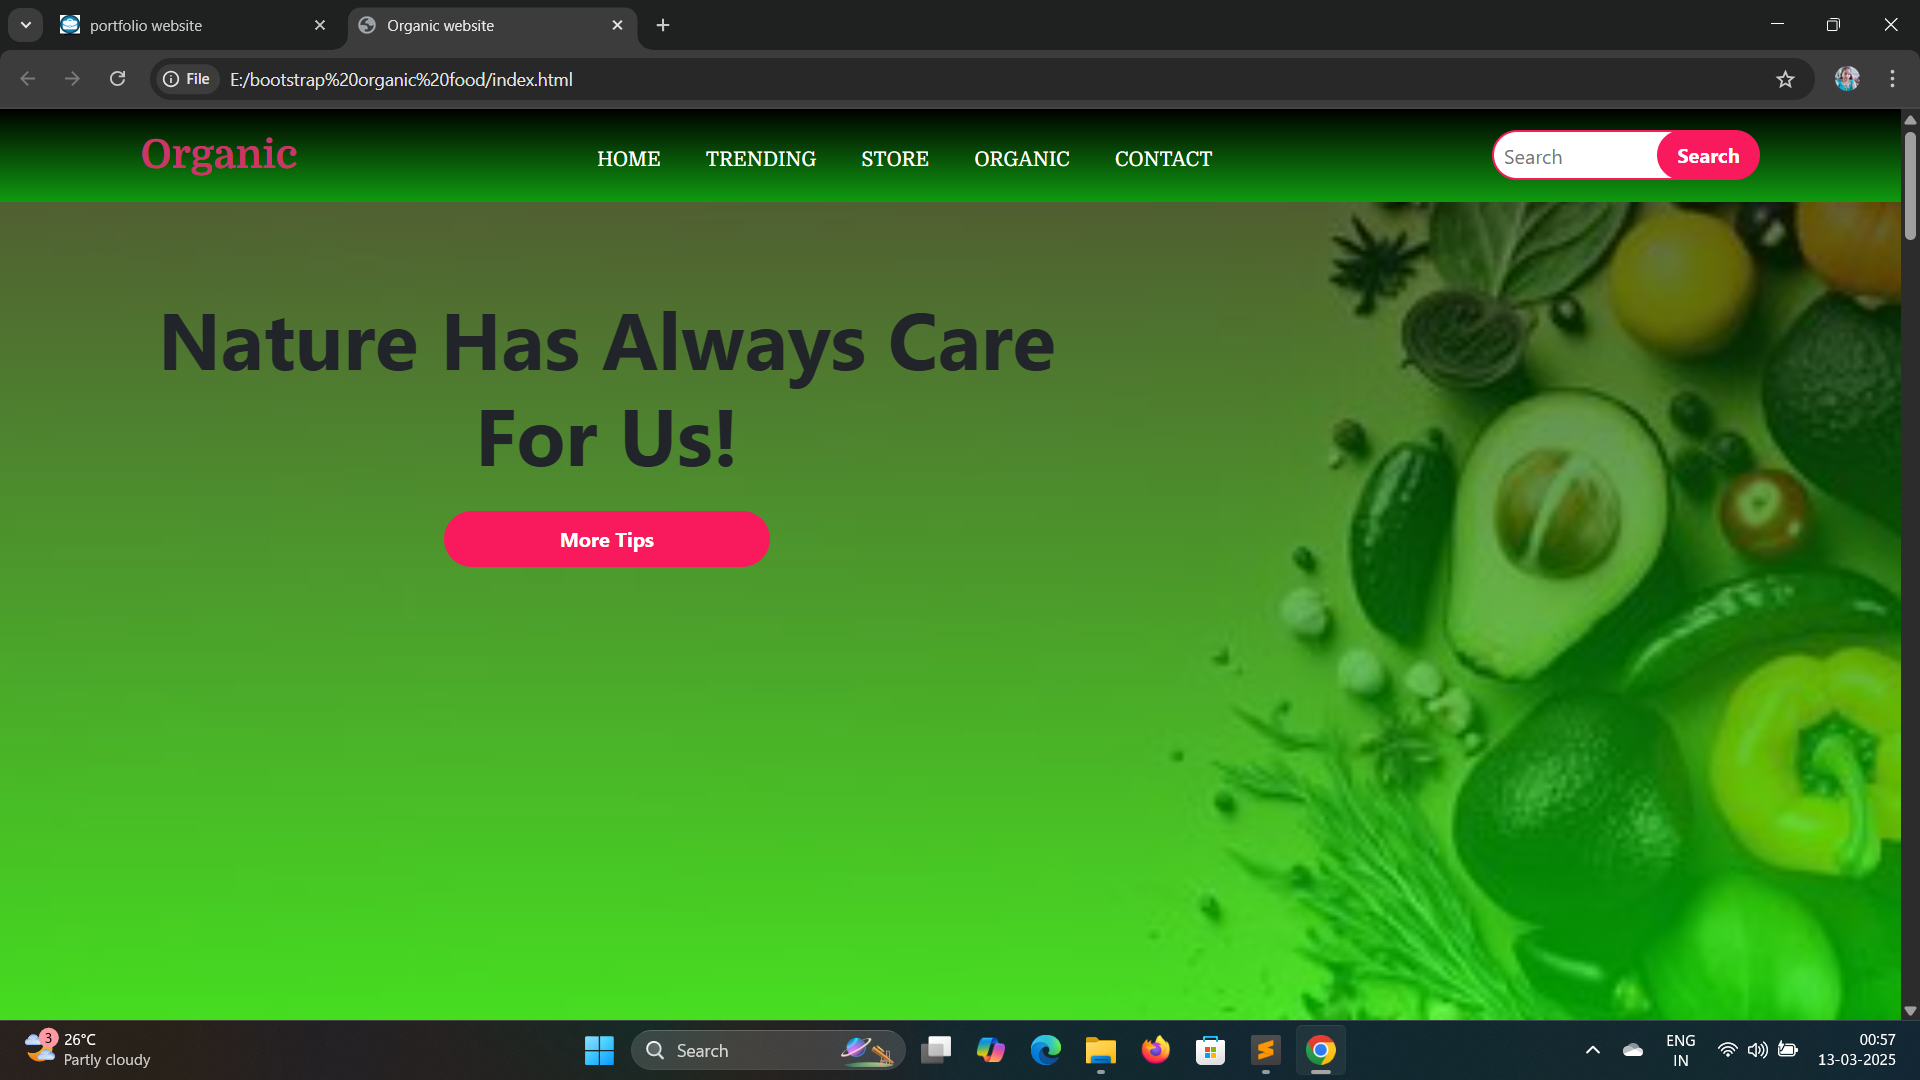 portfolio website
Organic website
File
E:/bootstrap%20organic%20food/index.html
Organic
HOME
TRENDING
STORE
ORGANIC
CONTACT
Search
Search
Nature Has Always Care
For Us!
More Tips
3
26°C
Partly cloudy
Search
ENG
IN
00:57
13-03-2025